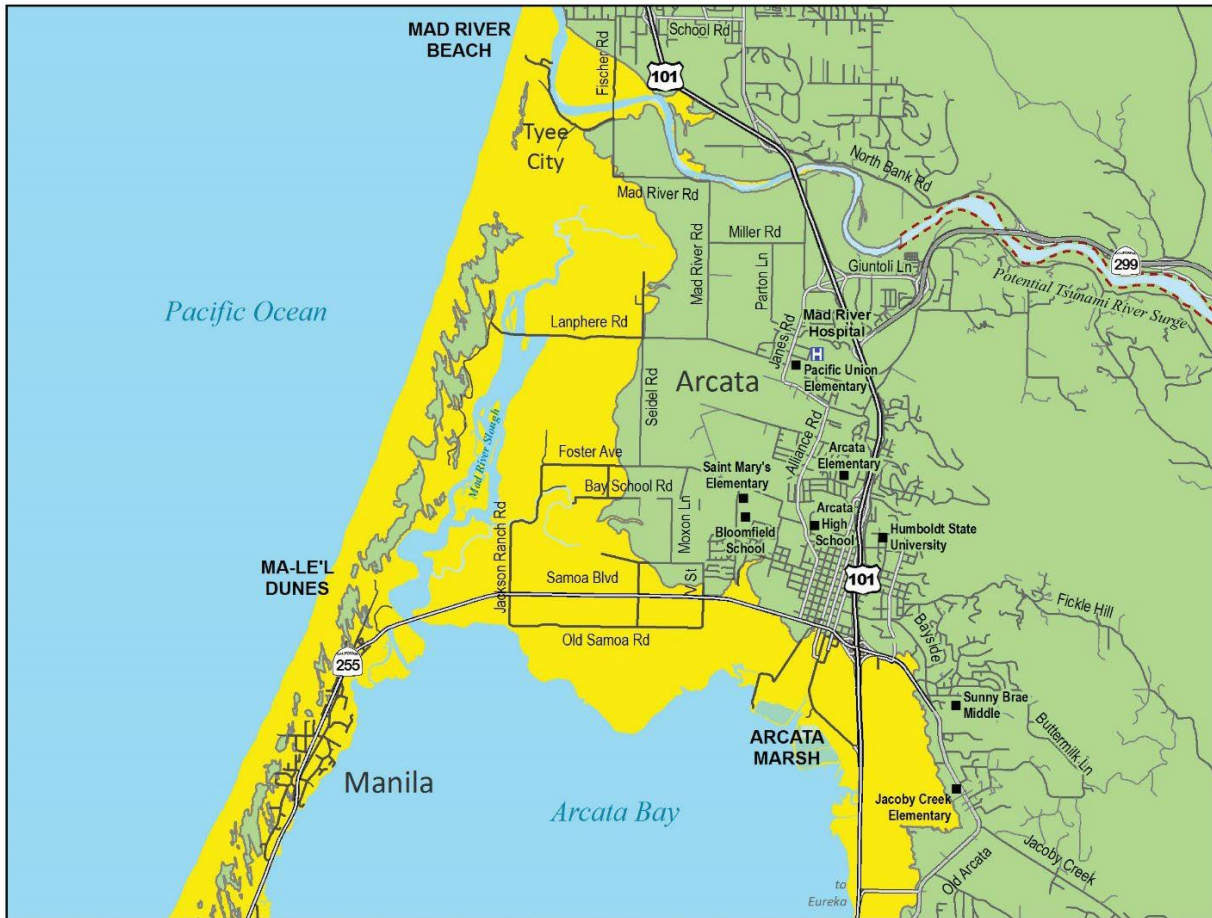 MAD RIVER
BEACH
School Rd
Fischer Rd
101
Tyee
City
North Bank Rd
Mad River Rd
Miller Rd
Mad River Rd
Parton Ln
Giuntoli Ln
299
Potential Tsunami River Surge
Pacific Ocean
Lanphere Rd
Mad River
Hospital
Janes Rd
H
Pacific Union
Elementary
Arcata
Seidel Rd
Mad River Slough
Alliance Rd
Foster Ave
Saint Mary's
Elementary
Arcata
Elementary
Bay School Rd
Moxon Ln
Bloomfield
School
Arcata
High
School
Humboldt State
University
Jackson Ranch Rd
MA-LE'L
DUNES
Samoa Blvd
V St
101
Fickle Hill
Old Samoa Rd
Bayside
255
Sunny Brae
Middle
Buttermilk Ln
ARCATA
MARSH
Manila
Arcata Bay
Jacoby Creek
Elementary
Jacoby Creek
Old Arcata
to
Eureka